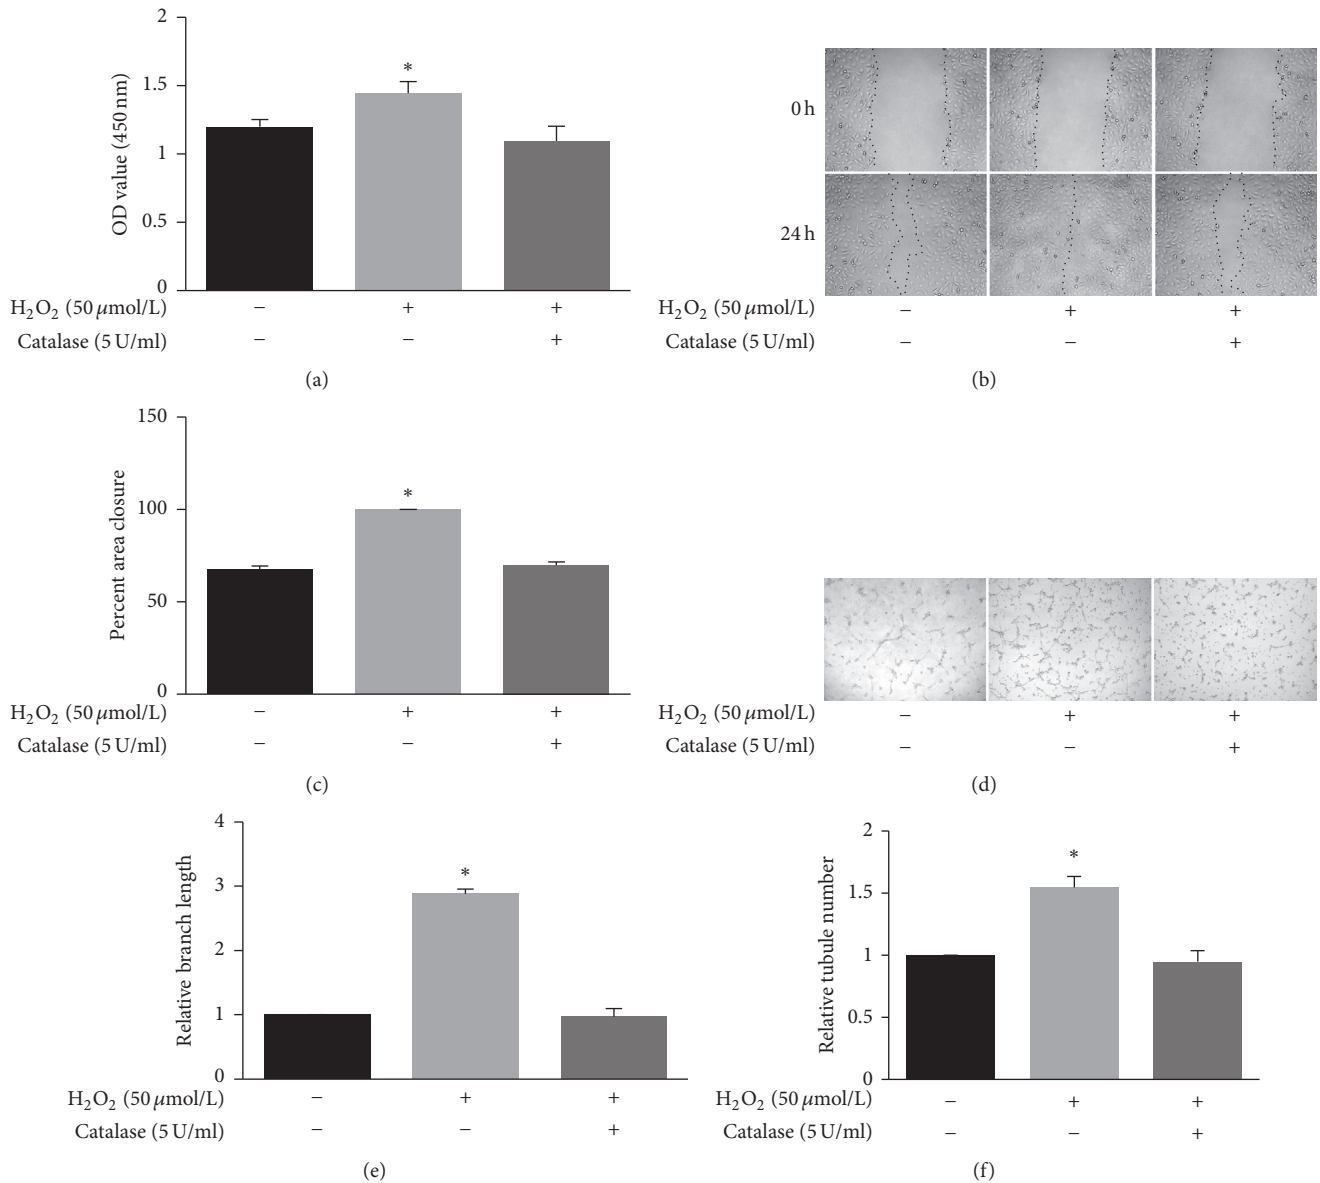 2
1.5
1
0.5
0
OD value (450 nm)
*
H2O2 (50 μmol/L) − + +
Catalase (5 U/ml) − − +
(a)
0 h
24 h
H2O2 (50 μmol/L) − + +
Catalase (5 U/ml) − − +
(b)
150
100
50
0
Percent area closure
*
H2O2 (50 μmol/L) − + +
Catalase (5 U/ml) − − +
(c)
H2O2 (50 μmol/L) − + +
Catalase (5 U/ml) − − +
(d)
4
3
2
1
0
Relative branch length
*
H2O2 (50 μmol/L) − + +
Catalase (5 U/ml) − − +
(e)
2
1.5
1
0.5
0
Relative tubule number
*
H2O2 (50 μmol/L) − + +
Catalase (5 U/ml) − − +
(f)